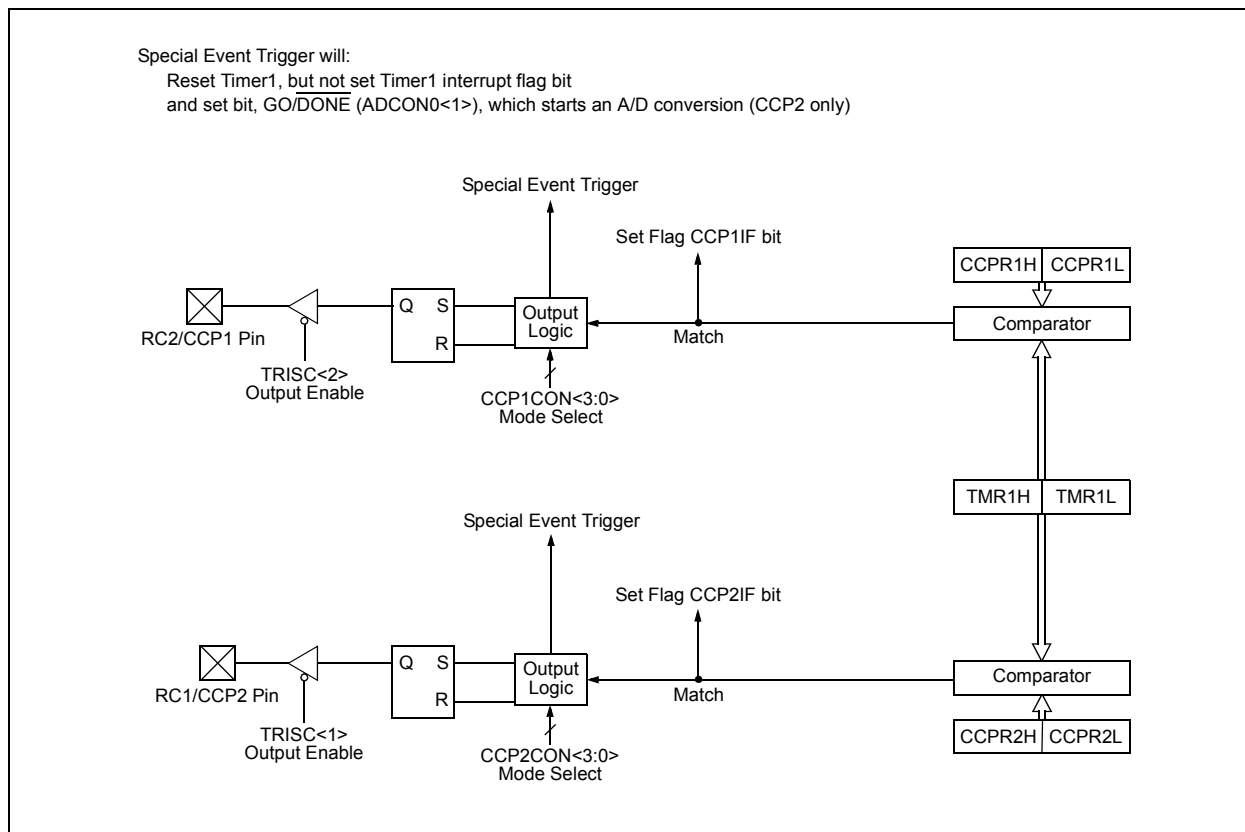 Special Event Trigger will:
Reset Timer1, but not set Timer1 interrupt flag bit
and set bit, GO/DONE (ADCON0<1>), which starts an A/D conversion (CCP2 only)
Special Event Trigger
Set Flag CCP1IF bit
CCPR1H CCPR1L
Q S
R
Output
Logic
Comparator
RC2/CCP1 Pin
Match
TRISC<2>
Output Enable
CCP1CON<3:0>
Mode Select
TMR1H TMR1L
Special Event Trigger
Set Flag CCP2IF bit
Q S
R
Output
Logic
Comparator
RC1/CCP2 Pin
Match
TRISC<1>
Output Enable
CCP2CON<3:0>
Mode Select
CCPR2H CCPR2L